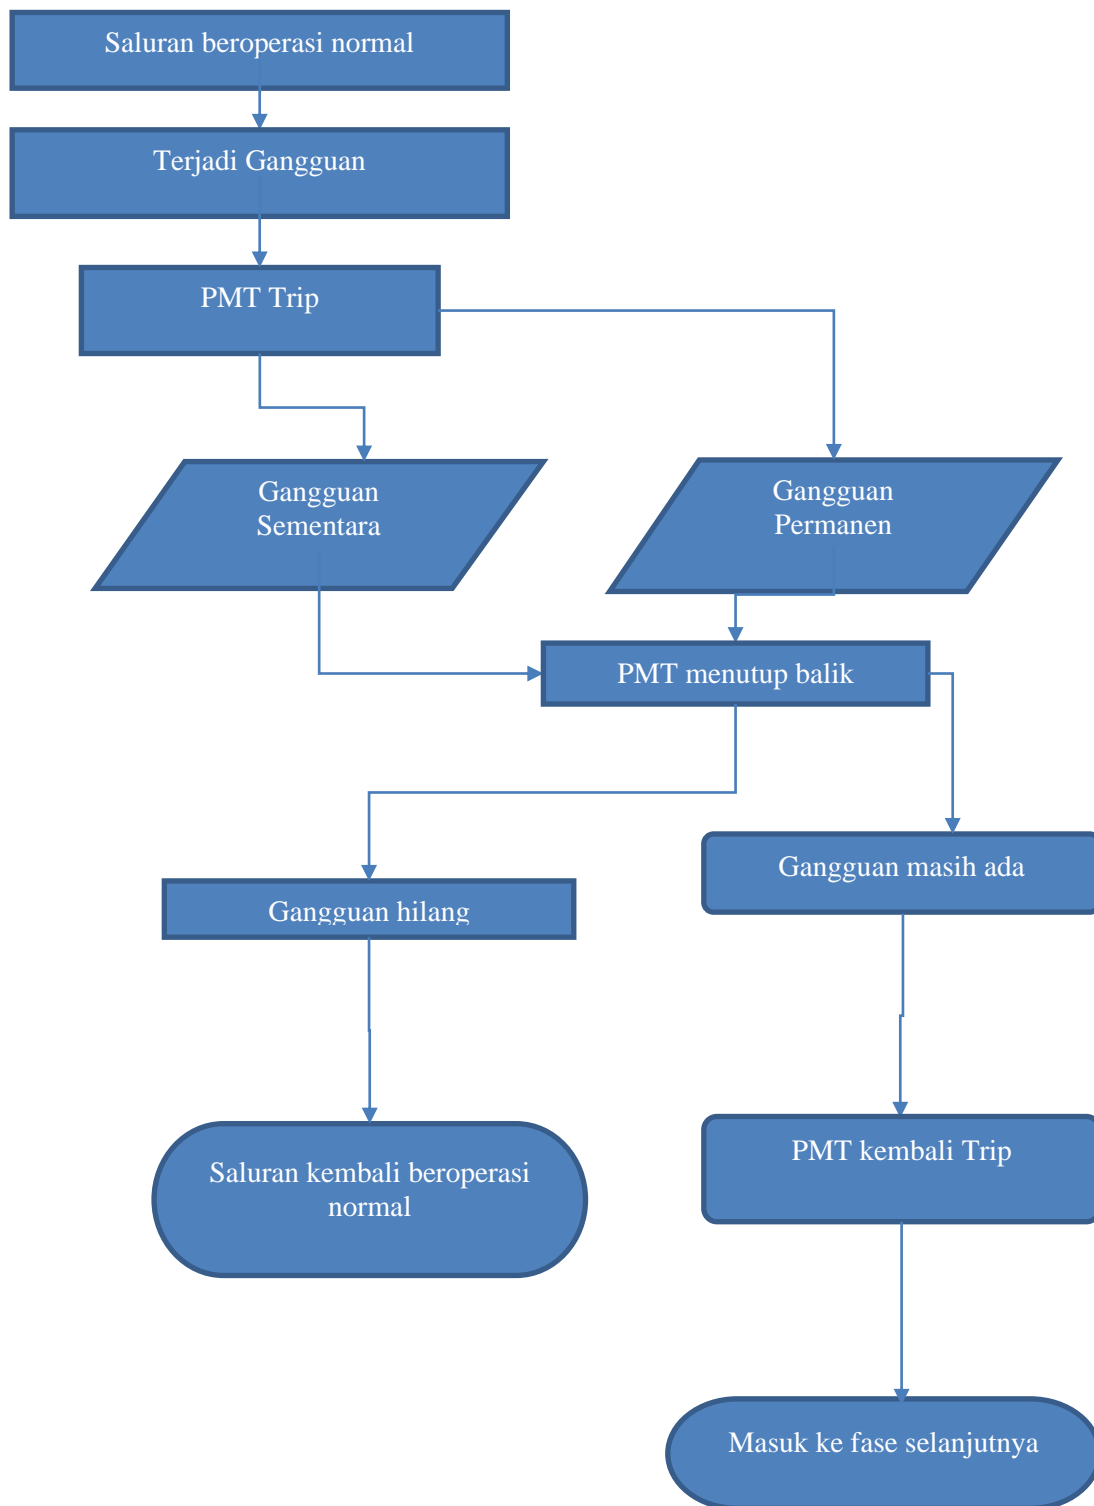 Saluran beroperasi normal
Terjadi Gangguan
PMT Trip
Gangguan
Sementara
Gangguan
Permanen
PMT menutup balik
Gangguan masih ada
Gangguan hilang
PMT kembali Trip
Saluran kembali beroperasi
normal
Masuk ke fase selanjutnya